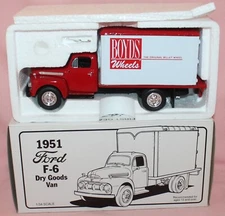 BOYDS
Wheels
1951
Ford
F-6
Dry Goods
Van